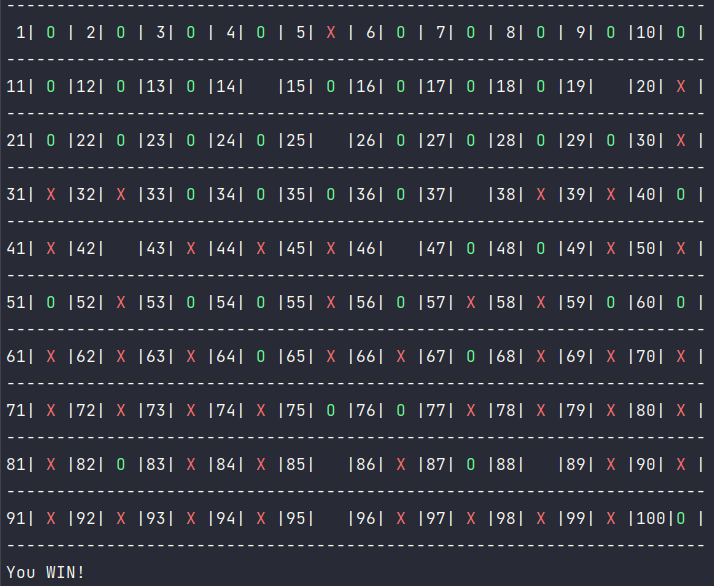 ---------------------------------------------------------------------
 1| O | 2| O | 3| O | 4| O | 5| X | 6| O | 7| O | 8| O | 9| O |10| O |
----------------------------------------------------------------------
11| O |12| O |13| O |14|   |15| O |16| O |17| O |18| O |19|   |20| X |
----------------------------------------------------------------------
21| O |22| O |23| O |24| O |25|   |26| O |27| O |28| O |29| O |30| X |
----------------------------------------------------------------------
31| X |32| X |33| O |34| O |35| O |36| O |37|   |38| X |39| X |40| O |
----------------------------------------------------------------------
41| X |42|   |43| X |44| X |45| X |46|   |47| O |48| O |49| X |50| X |
----------------------------------------------------------------------
51| O |52| X |53| O |54| O |55| X |56| O |57| X |58| X |59| O |60| O |
----------------------------------------------------------------------
61| X |62| X |63| X |64| O |65| X |66| X |67| O |68| X |69| X |70| X |
----------------------------------------------------------------------
71| X |72| X |73| X |74| X |75| O |76| O |77| X |78| X |79| X |80| X |
----------------------------------------------------------------------
81| X |82| O |83| X |84| X |85|   |86| X |87| O |88|   |89| X |90| X |
----------------------------------------------------------------------
91| X |92| X |93| X |94| X |95|   |96| X |97| X |98| X |99| X |100|O |
----------------------------------------------------------------------
You WIN!